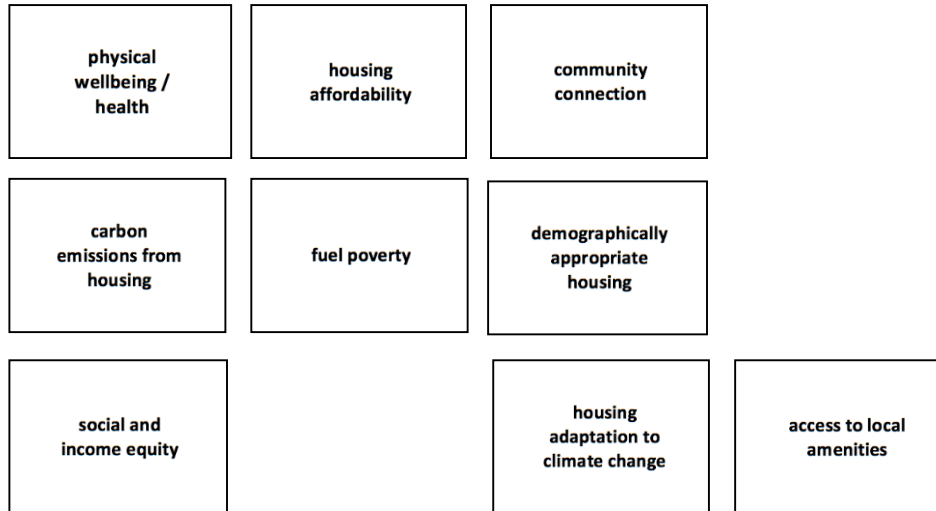 physical
wellbeing /
health
housing
affordability
community
connection
carbon
emissions from
housing
fuel poverty
demographically
appropriate
housing
social and
income equity
housing
adaptation to
climate change
access to local
amenities